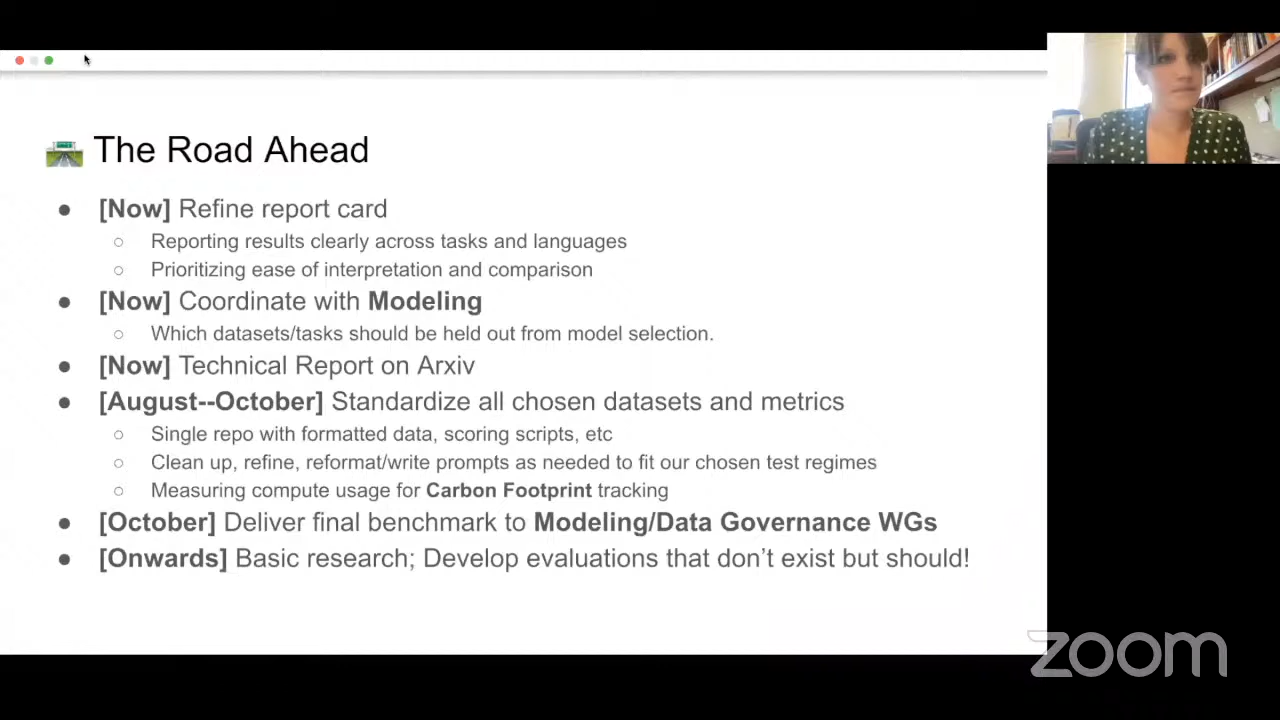 The Road Ahead
● [Now] Refine report card
○ Reporting results clearly across tasks and languages
○ Prioritizing ease of interpretation and comparison
● [Now] Coordinate with Modeling
○ Which datasets/tasks should be held out from model selection.
● [Now] Technical Report on Arxiv
● [August--October] Standardize all chosen datasets and metrics
○ Single repo with formatted data, scoring scripts, etc
○ Clean up, refine, reformat/write prompts as needed to fit our chosen test regimes
○ Measuring compute usage for Carbon Footprint tracking
● [October] Deliver final benchmark to Modeling/Data Governance WGs
● [Onwards] Basic research; Develop evaluations that don’t exist but should!
zoom